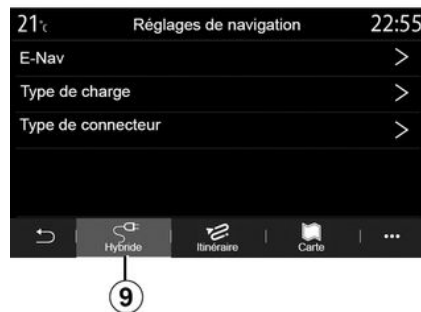 21°c Réglages de navigation 22:55
E-Nav
Type de charge
Type de connecteur
Hybride Itinéraire Carte
9